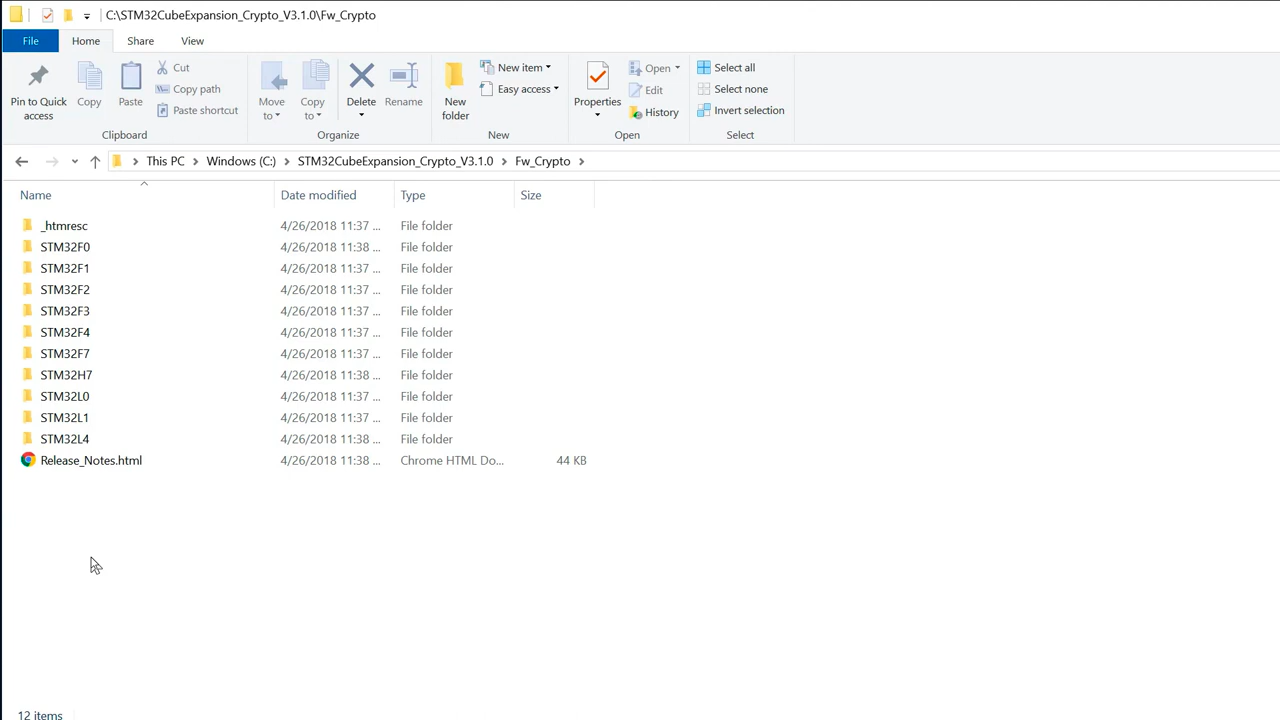 C:\STM32CubeExpansion_Crypto_V3.1.0\Fw_Crypto
File Home Share View
Pin to Quick access
Copy
Paste
Cut
Copy path
Paste shortcut
Clipboard
Move to
Copy to
Delete
Rename
Organize
New folder
New item
Easy access
New
Properties
Open
Edit
History
Open
Select all
Select none
Invert selection
Select
This PC Windows (C:) STM32CubeExpansion_Crypto_V3.1.0 Fw_Crypto
Name Date modified Type Size
_htmresc 4/26/2018 11:37 ... File folder
STM32F0 4/26/2018 11:38 ... File folder
STM32F1 4/26/2018 11:37 ... File folder
STM32F2 4/26/2018 11:37 ... File folder
STM32F3 4/26/2018 11:37 ... File folder
STM32F4 4/26/2018 11:37 ... File folder
STM32F7 4/26/2018 11:37 ... File folder
STM32H7 4/26/2018 11:38 ... File folder
STM32L0 4/26/2018 11:37 ... File folder
STM32L1 4/26/2018 11:37 ... File folder
STM32L4 4/26/2018 11:38 ... File folder
Release_Notes.html 4/26/2018 11:38 ... Chrome HTML Do... 44 KB
12 items